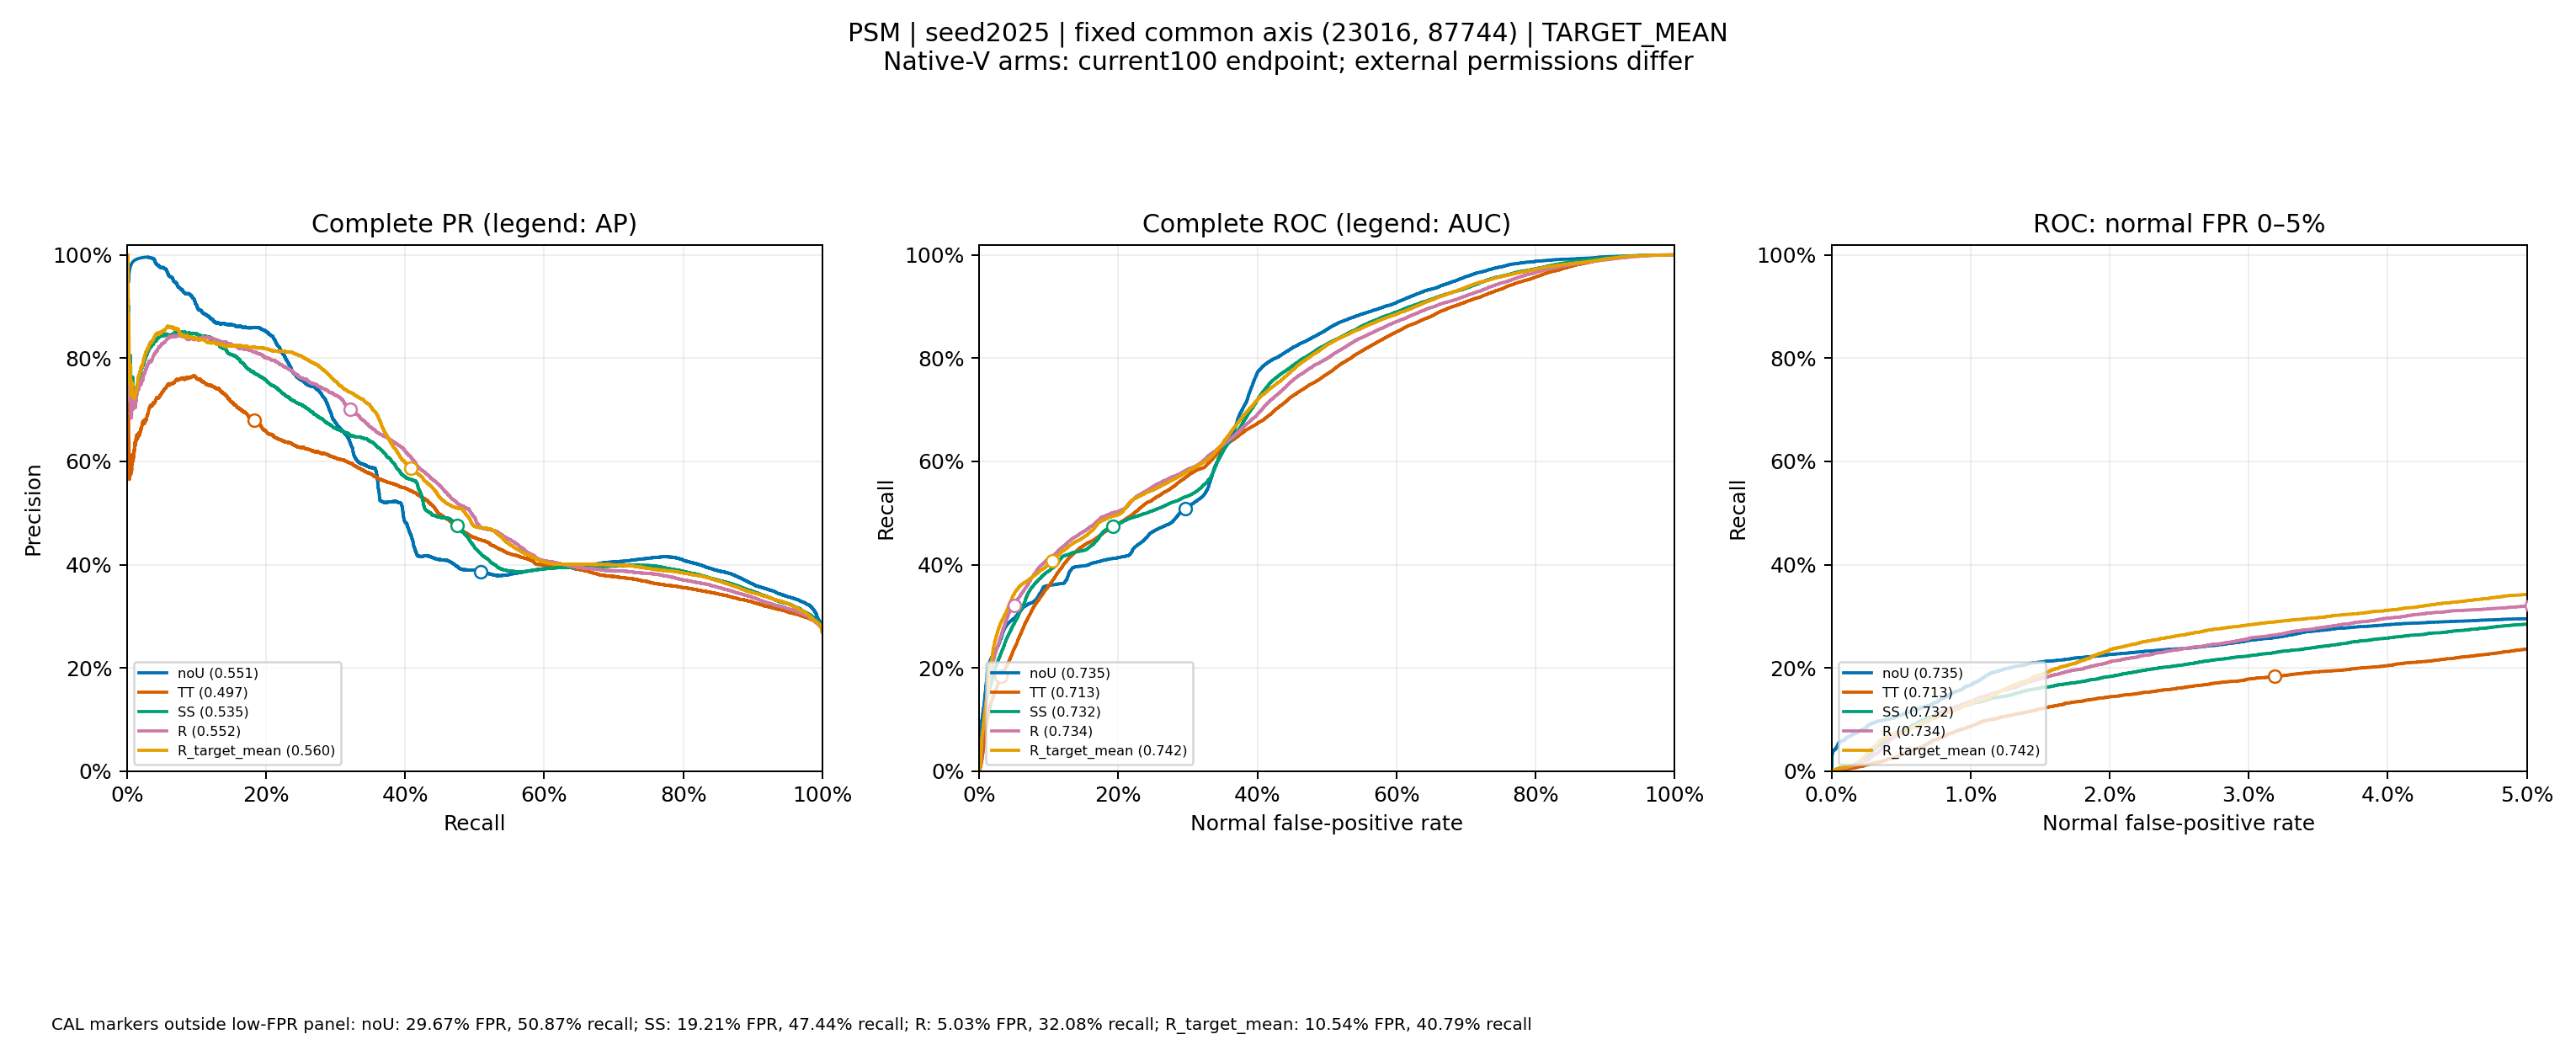 PSM | seed2025 | fixed common axis (23016, 87744) | TARGET_MEAN
Native-V arms: current100 endpoint; external permissions differ
Complete PR (legend: AP)
100%
80%
60%
40%
20%
0%
Precision
noU (0.551)
TT (0.497)
SS (0.535)
R (0.552)
R_target_mean (0.560)
0%
20%
40%
60%
80%
100%
Recall
Complete ROC (legend: AUC)
100%
80%
60%
40%
20%
0%
Recall
noU (0.735)
TT (0.713)
SS (0.732)
R (0.734)
R_target_mean (0.742)
0%
20%
40%
60%
80%
100%
Normal false-positive rate
ROC: normal FPR 0–5%
100%
80%
60%
40%
20%
0%
Recall
noU (0.735)
TT (0.713)
SS (0.732)
R (0.734)
R_target_mean (0.742)
0.0%
1.0%
2.0%
3.0%
4.0%
5.0%
Normal false-positive rate
CAL markers outside low-FPR panel: noU: 29.67% FPR, 50.87% recall; SS: 19.21% FPR, 47.44% recall; R: 5.03% FPR, 32.08% recall; R_target_mean: 10.54% FPR, 40.79% recall